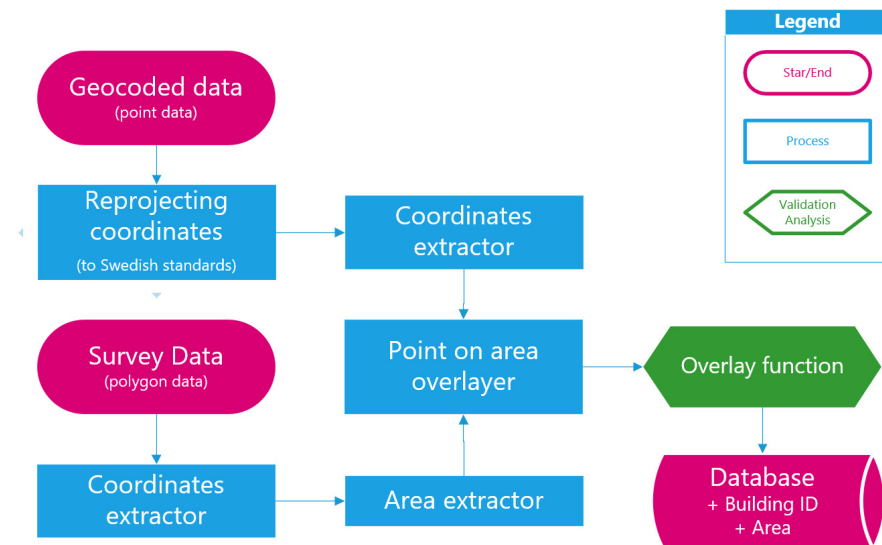 Geocoded data
(point data)
Reprojecting
coordinates
(to Swedish standards)
Coordinates
extractor
Survey Data
(polygon data)
Coordinates
extractor
Area extractor
Point on area
overlayer
Overlay function
Database
+ Building ID
+ Area
Legend
Star/End
Process
Validation
Analysis